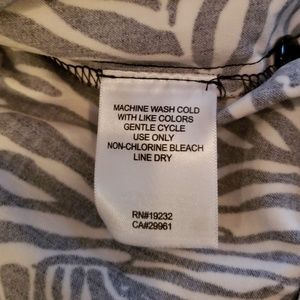 MACHINE WASH COLD
WITH LIKE COLORS
GENTLE CYCLE
USE ONLY
NON-CHLORINE BLEACH
LINE DRY
RN#19232
CA#29961